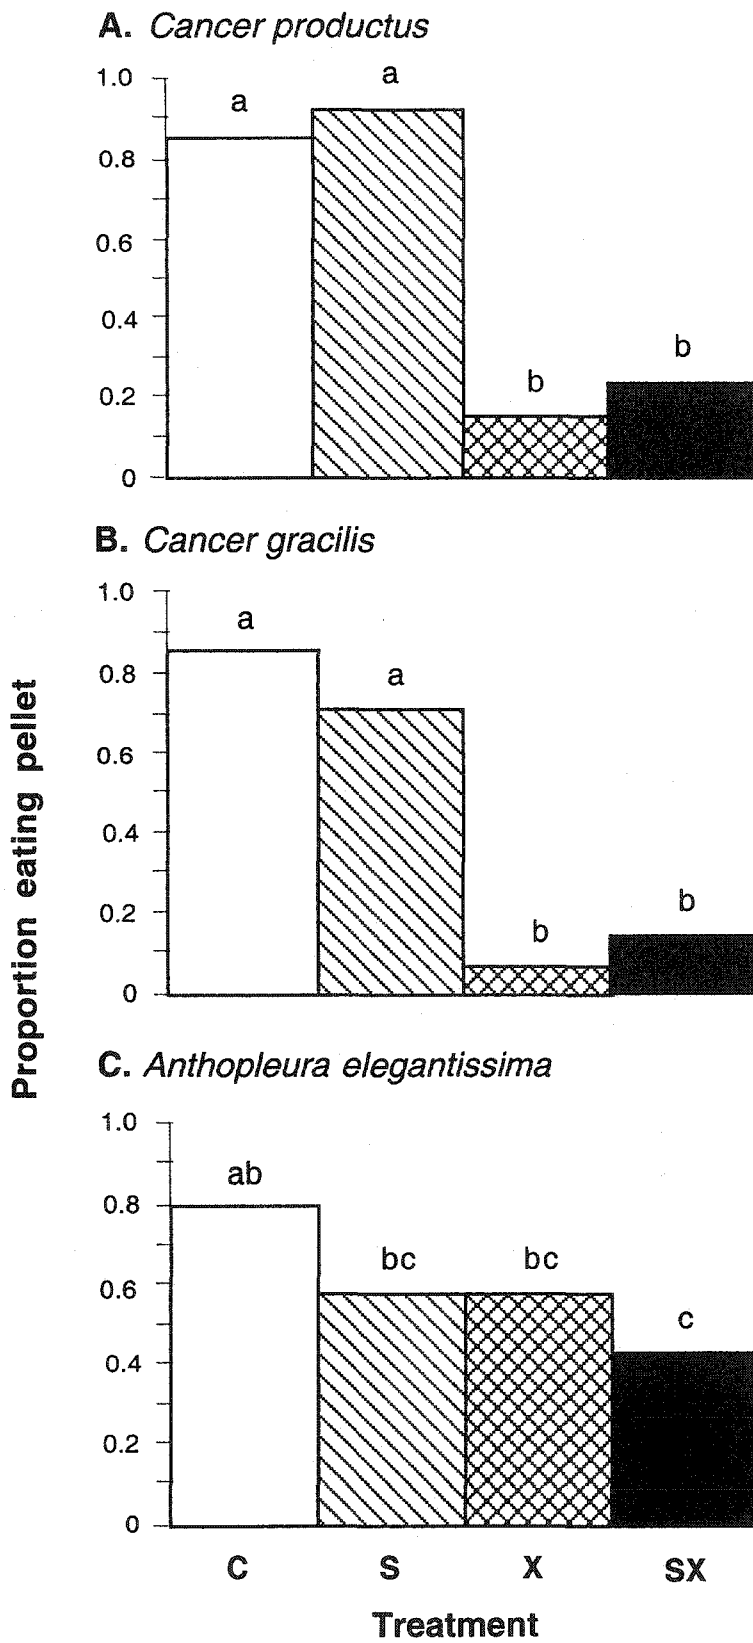 A. Cancer productus
a
a
1.0
0.8
0.6
0.4
0.2
0
b
b
B. Cancer gracilis
1.0
0.8
0.6
0.4
0.2
0
a
a
b
b
Proportion eating pellet
C. Anthopleura elegantissima
1.0
0.8
0.6
0.4
0.2
0
ab
bc
bc
c
C S X SX
Treatment